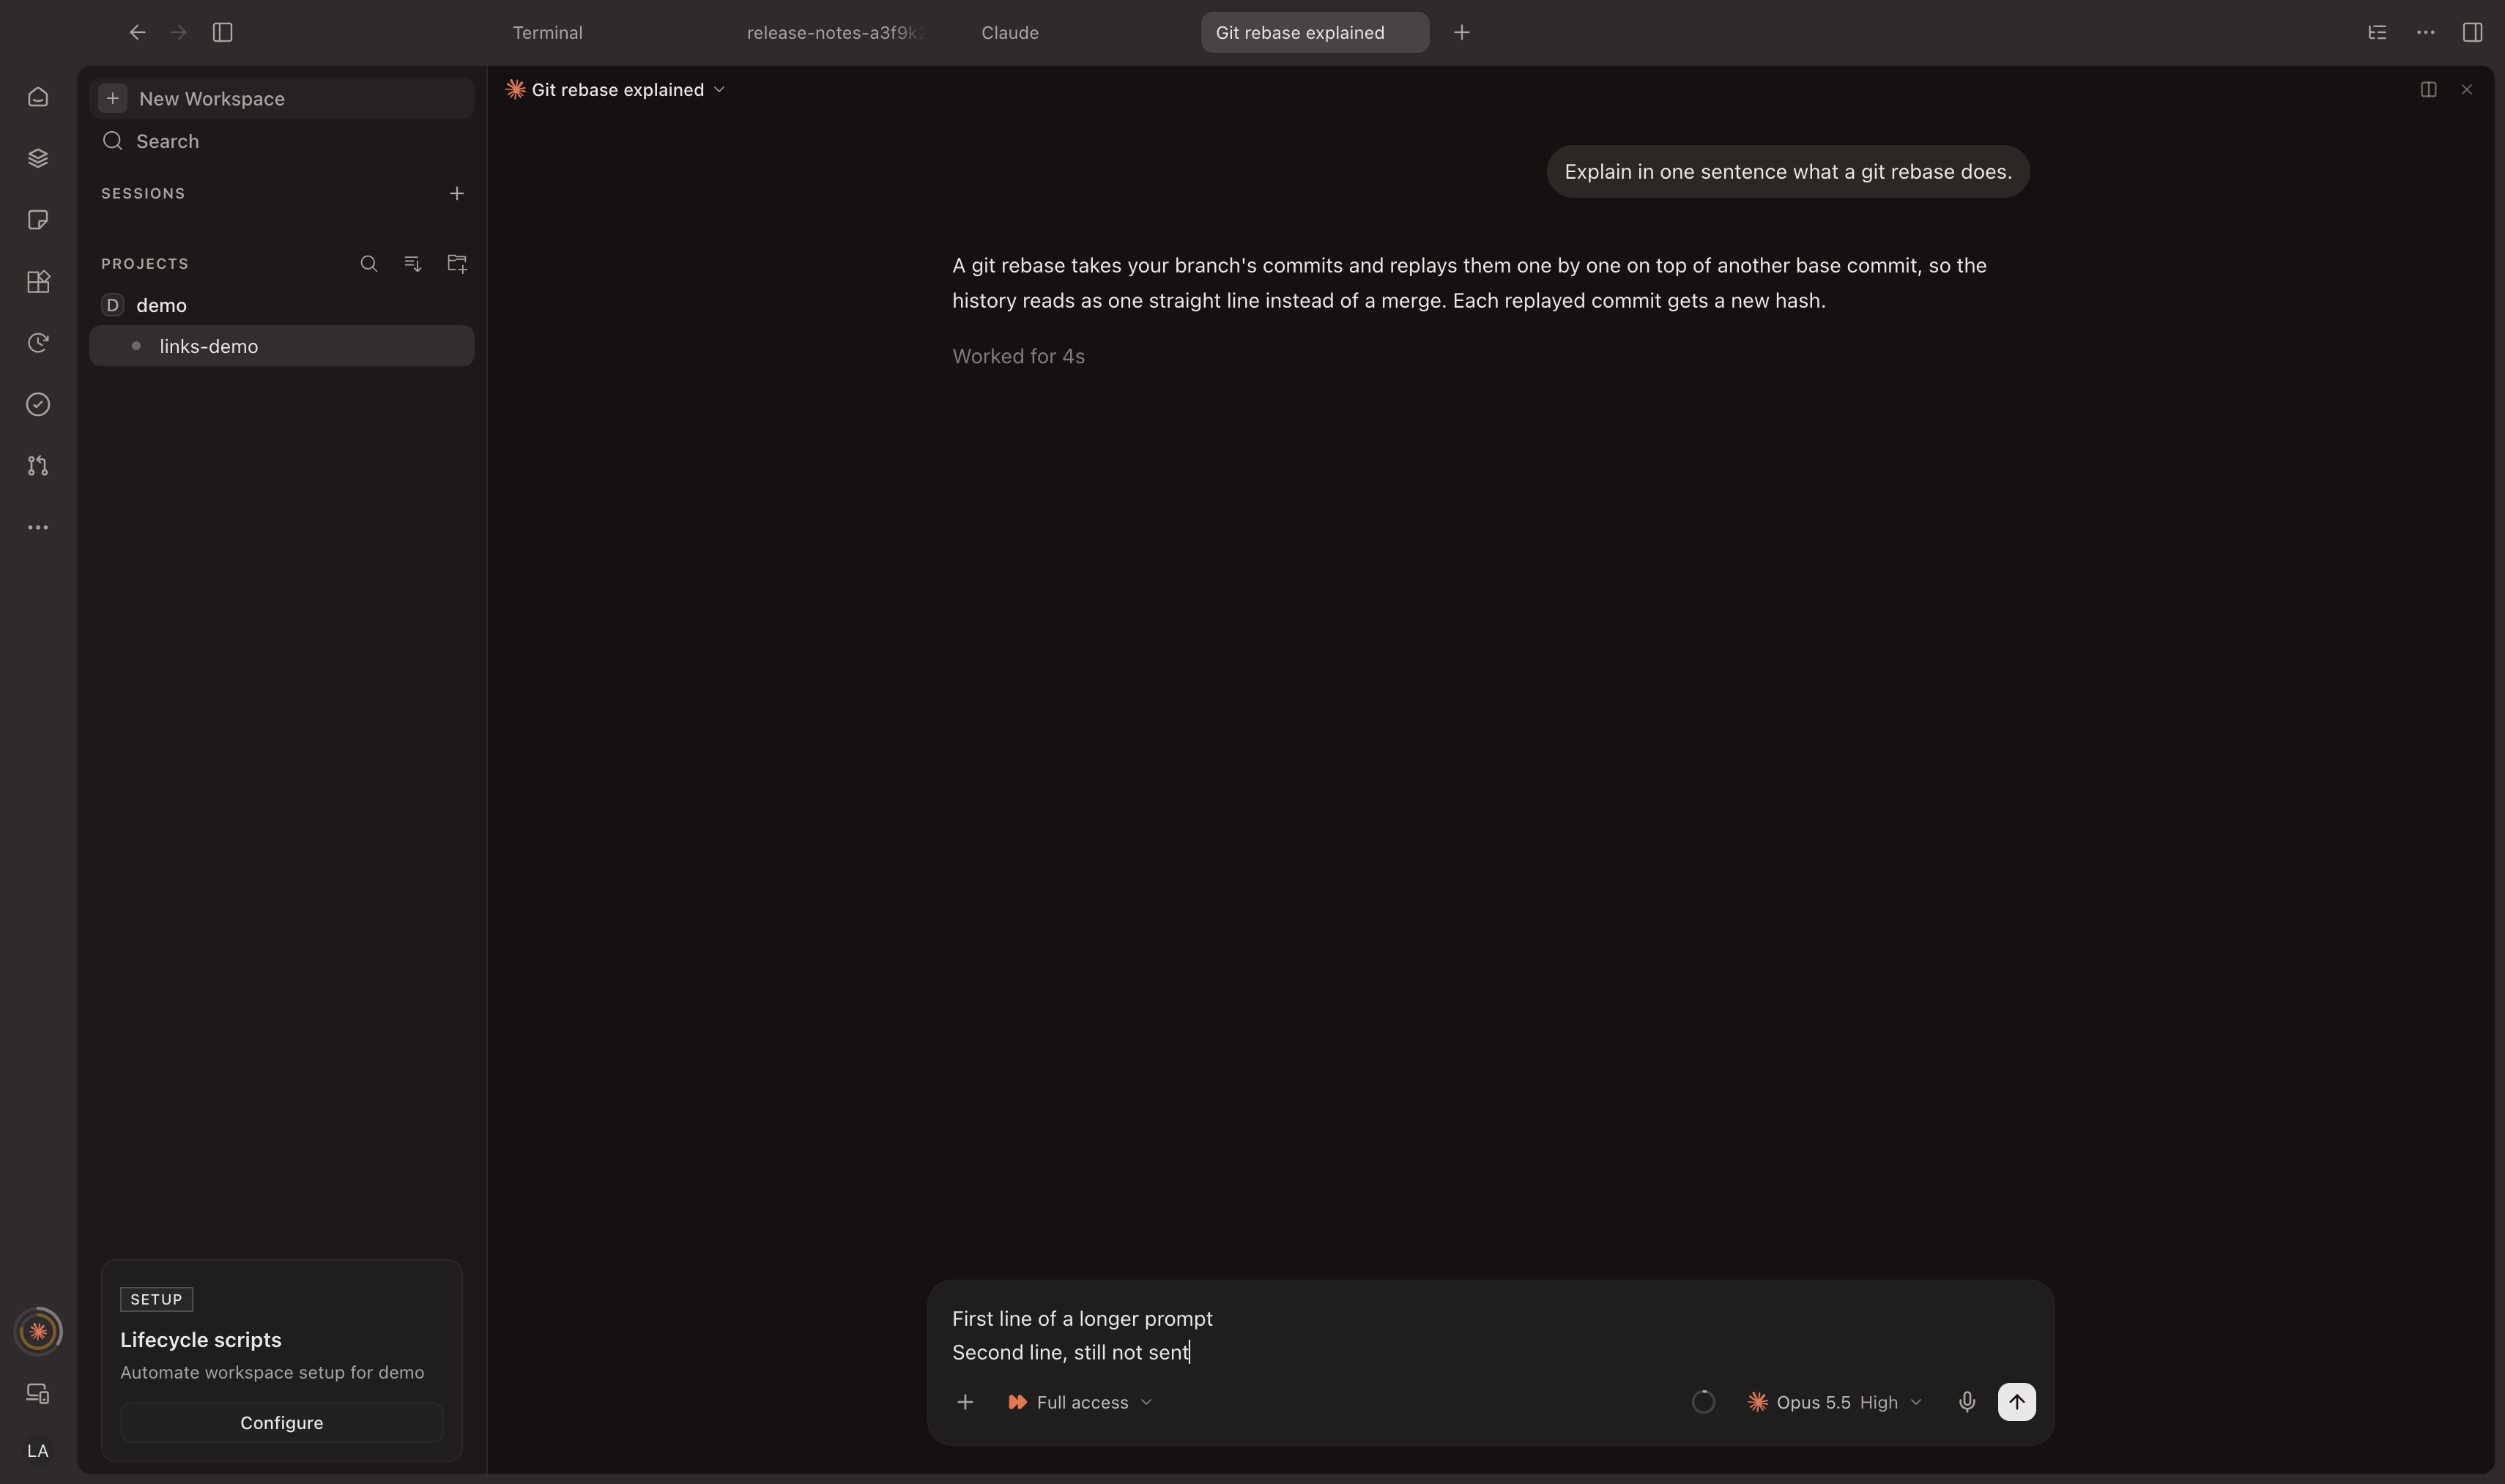 Terminal
release-notes-a3f9k
Claude
Git rebase explained
New Workspace
Search
SESSIONS
PROJECTS
D demo
links-demo
SETUP
Lifecycle scripts
Automate workspace setup for demo
Configure
LA
Git rebase explained
Explain in one sentence what a git rebase does.
A git rebase takes your branch's commits and replays them one by one on top of another base commit, so the
history reads as one straight line instead of a merge. Each replayed commit gets a new hash.
Worked for 4s
First line of a longer prompt
Second line, still not sent
Full access
Opus 5.5 High